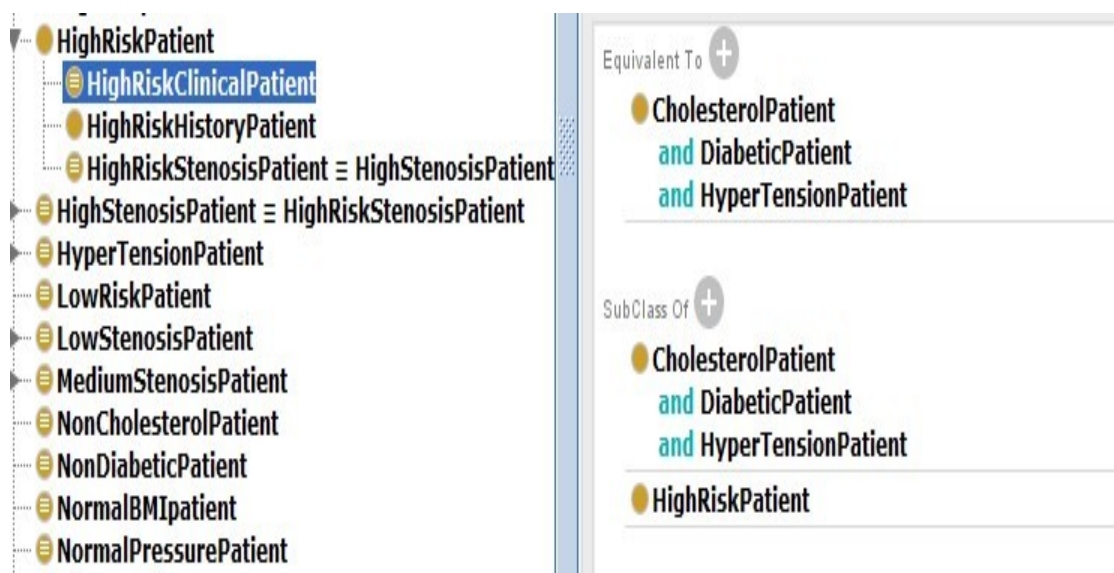 HighRiskPatient
HighRiskClinicalPatient
HighRiskHistoryPatient
HighRiskStenosisPatient ≡ HighStenosisPatient
HighStenosisPatient ≡ HighRiskStenosisPatient
HyperTensionPatient
LowRiskPatient
LowStenosisPatient
MediumStenosisPatient
NonCholesterolPatient
NonDiabeticPatient
NormalBMIpatient
NormalPressurePatient
Equivalent To
CholesterolPatient
and DiabeticPatient
and HyperTensionPatient
SubClass Of
CholesterolPatient
and DiabeticPatient
and HyperTensionPatient
HighRiskPatient